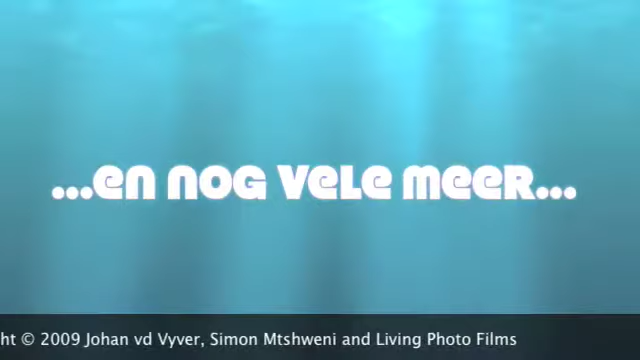 ...en nog vele meer...
ht © 2009 Johan vd Vyver, Simon Mtshweni and Living Photo Films